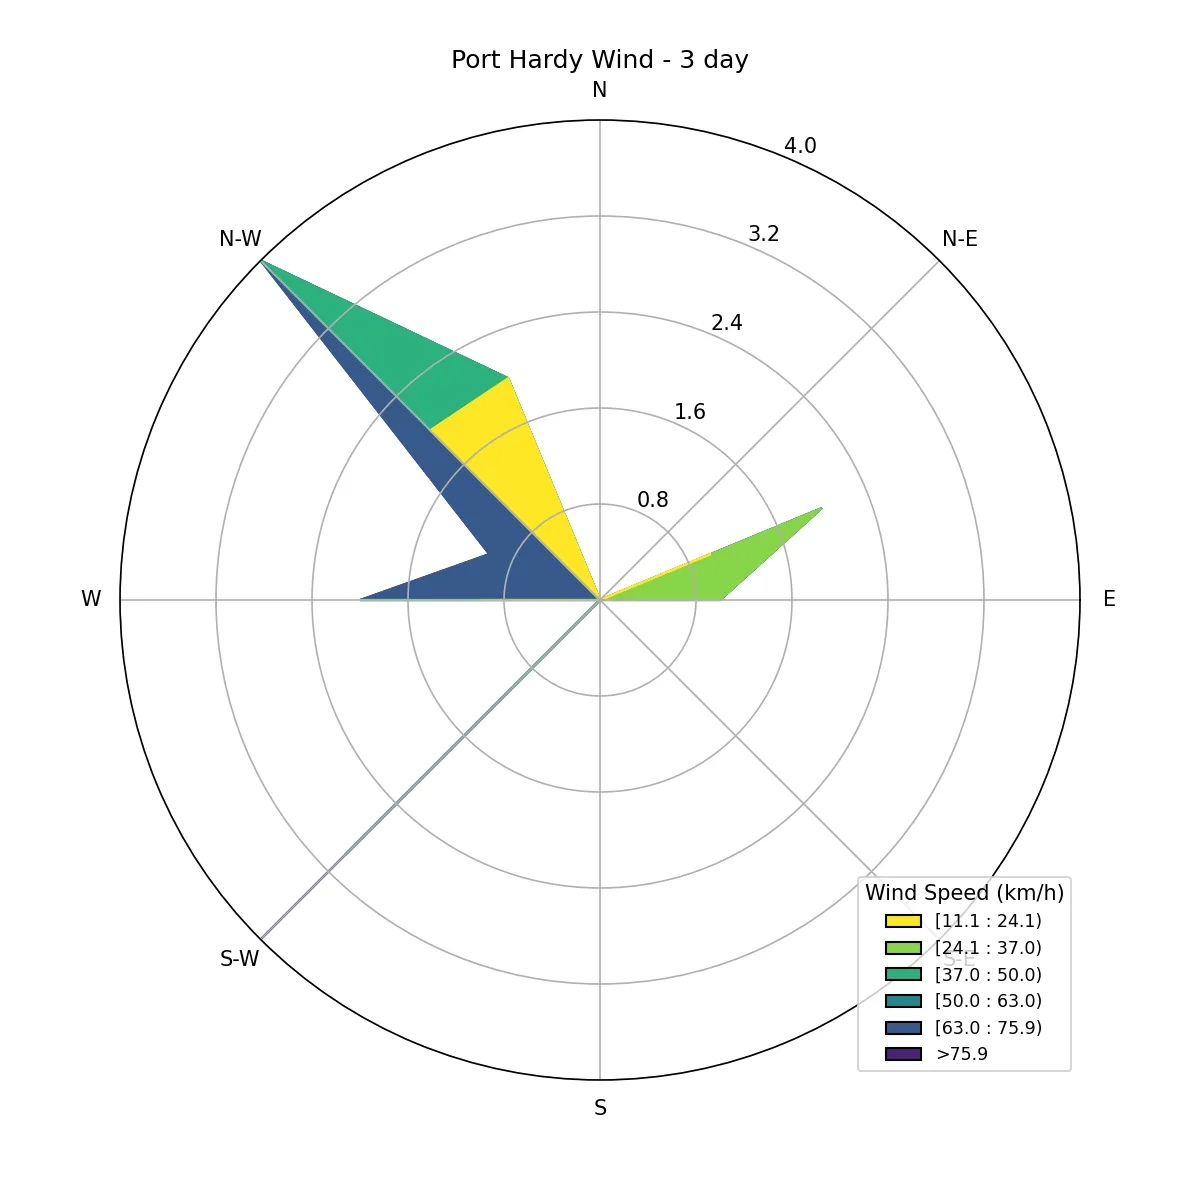 Port Hardy Wind - 3 day
N
4.0
3.2
N-W
N-E
2.4
1.6
0.8
W
E
Wind Speed (km/h)
[11.1 : 24.1)
[24.1 : 37.0)
S-W
S-E
[37.0 : 50.0)
[50.0 : 63.0)
[63.0 : 75.9)
>75.9
S